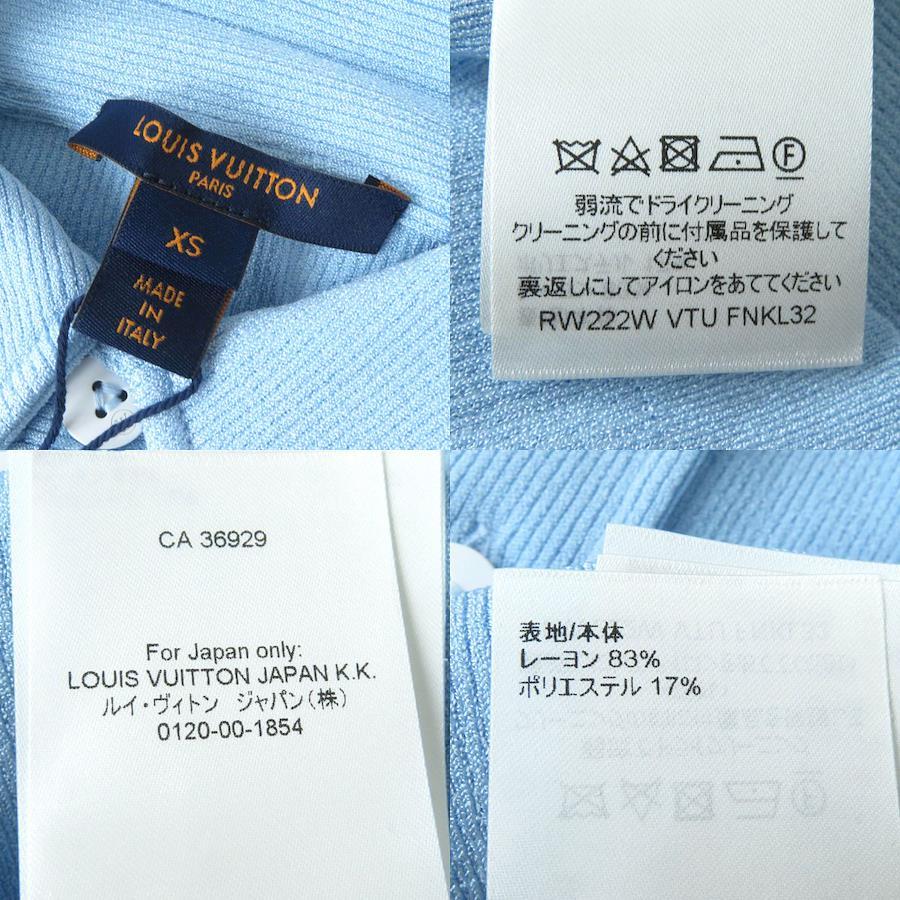 LOUIS VUITTON
PARIS
XS
MADE
IN
ITALY
F
弱流でドライクリーニング
クリーニングの前に付属品を保護して
ください
裏返しにしてアイロンをあててください
RW222W VTU FNKL32
CA 36929
For Japan only:
LOUIS VUITTON JAPAN K.K.
ルイ・ヴィトン ジャパン(株)
0120-00-1854
表地/本体
レーヨン 83%
ポリエステル 17%